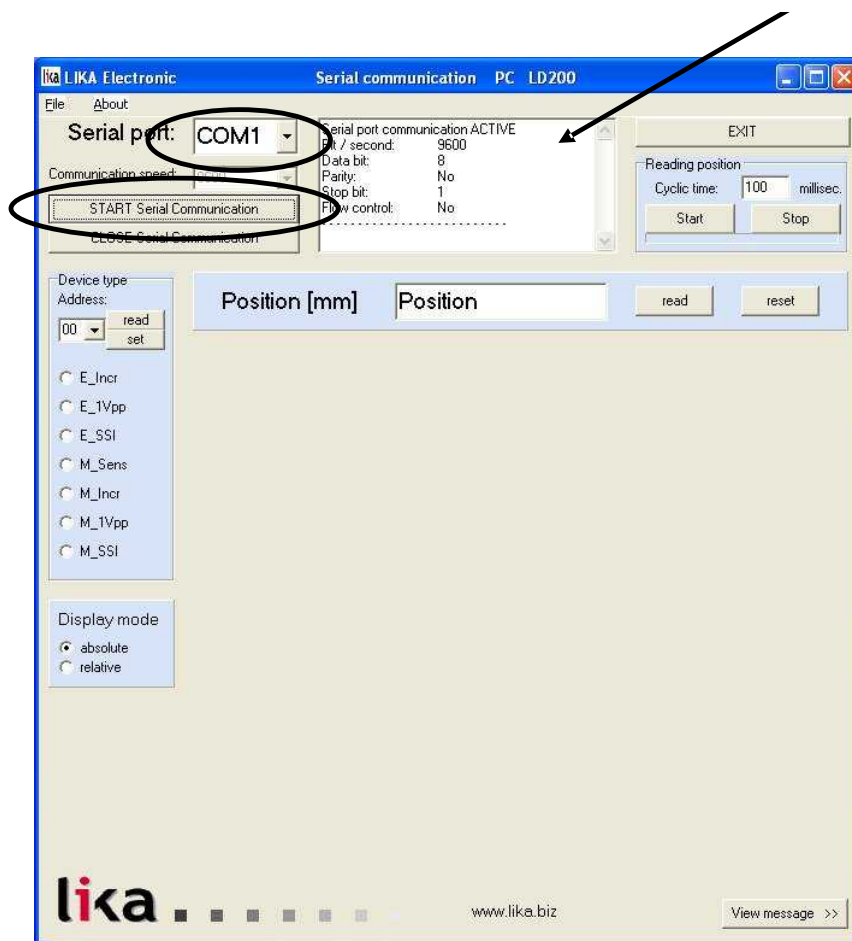 lika LIKA Electronic Serial communication PC LD200
File About
Serial port: COM1
Communication speed: 9600
START Serial Communication
CLOSE Serial Communication
Serial port communication ACTIVE
Bit / second: 9600
Data bit: 8
Parity: No
Stop bit: 1
Flow control: No
- - - - - - - - - - - - - - - - - - - - - - -
EXIT
Reading position
Cyclic time: 100 millisec.
Start Stop
Device type
Address:
00 read
set
E_Incr
E_1Vpp
E_SSI
M_Sens
M_Incr
M_1Vpp
M_SSI
Position [mm] Position read reset
Display mode
absolute
relative
lika
www.lika.biz
View message >>